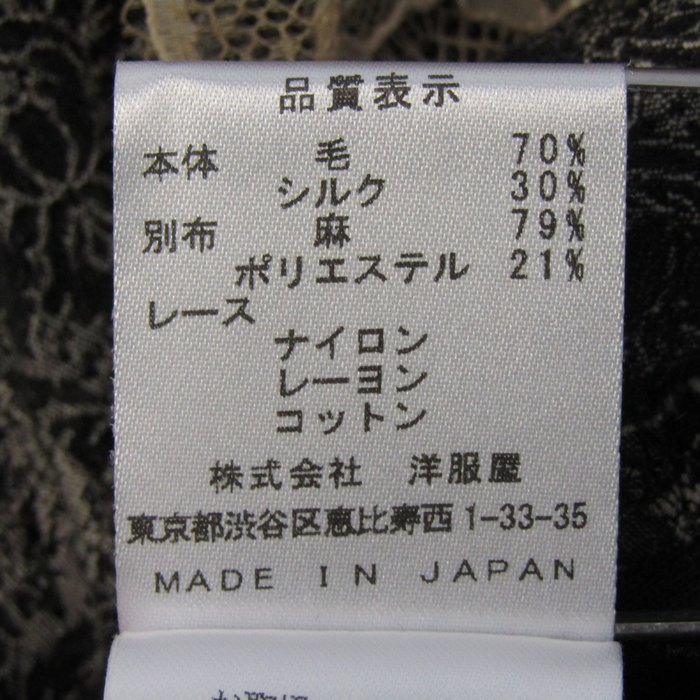 品質表示
本体 毛 70%
シルク 30%
別布 麻 79%
ポリエステル 21%
レース
ナイロン
レーヨン
コットン
株式会社 洋服屋
東京都渋谷区恵比寿西1-33-35
MADE IN JAPAN